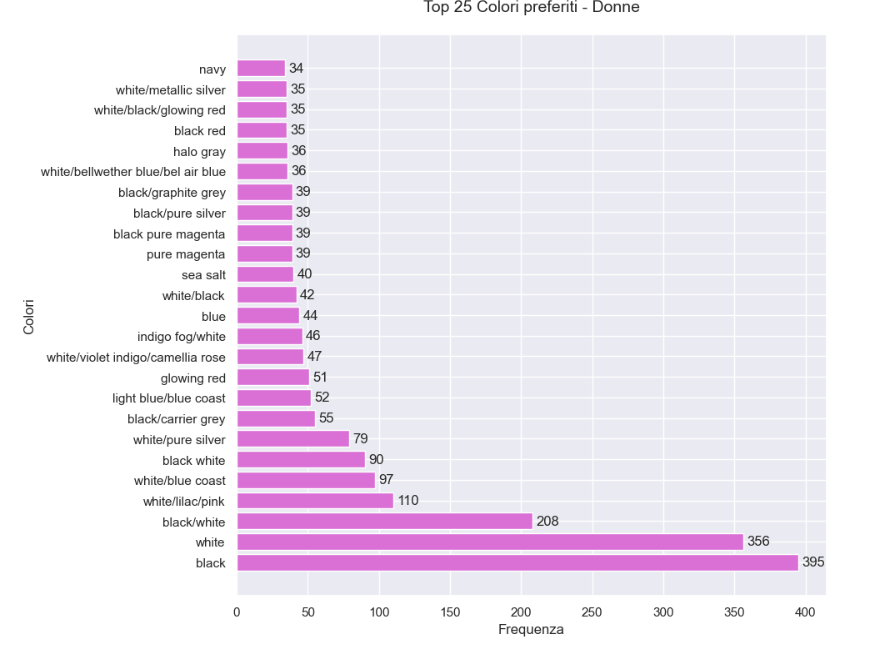 Top 25 Colori preferiti - Donne
navy 34
white/metallic silver 35
white/black/glowing red 35
black red 35
halo gray 36
white/bellwether blue/bel air blue 36
black/graphite grey 39
black/pure silver 39
black pure magenta 39
pure magenta 39
sea salt 40
white/black 42
blue 44
indigo fog/white 46
white/violet indigo/camellia rose 47
glowing red 51
light blue/blue coast 52
black/carrier grey 55
white/pure silver 79
black white 90
white/blue coast 97
white/lilac/pink 110
black/white 208
white 356
black 395
Colori
0 50 100 150 200 250 300 350 400
Frequenza